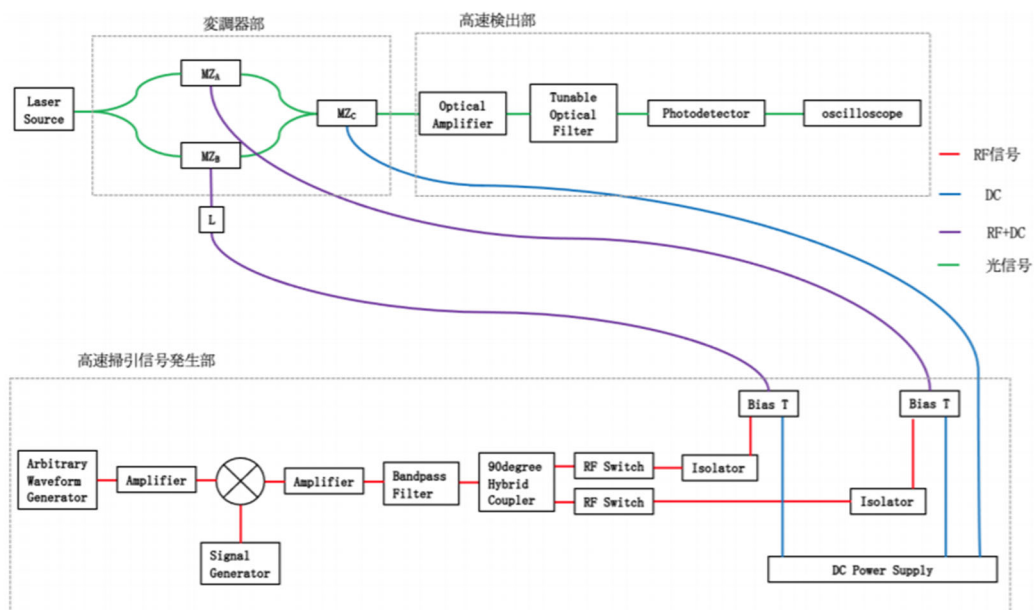 変調器部
高速検出部
Laser
Source
MZA
MZB
MZC
Optical
Amplifier
Tunable
Optical
Filter
Photodetector
oscilloscope
RF信号
DC
RF+DC
光信号
L
高速掃引信号発生部
Bias T
Bias T
Arbitrary
Waveform
Generator
Amplifier
Amplifier
Bandpass
Filter
90degree
Hybrid
Coupler
RF Switch
RF Switch
Isolator
Isolator
Signal
Generator
DC Power Supply